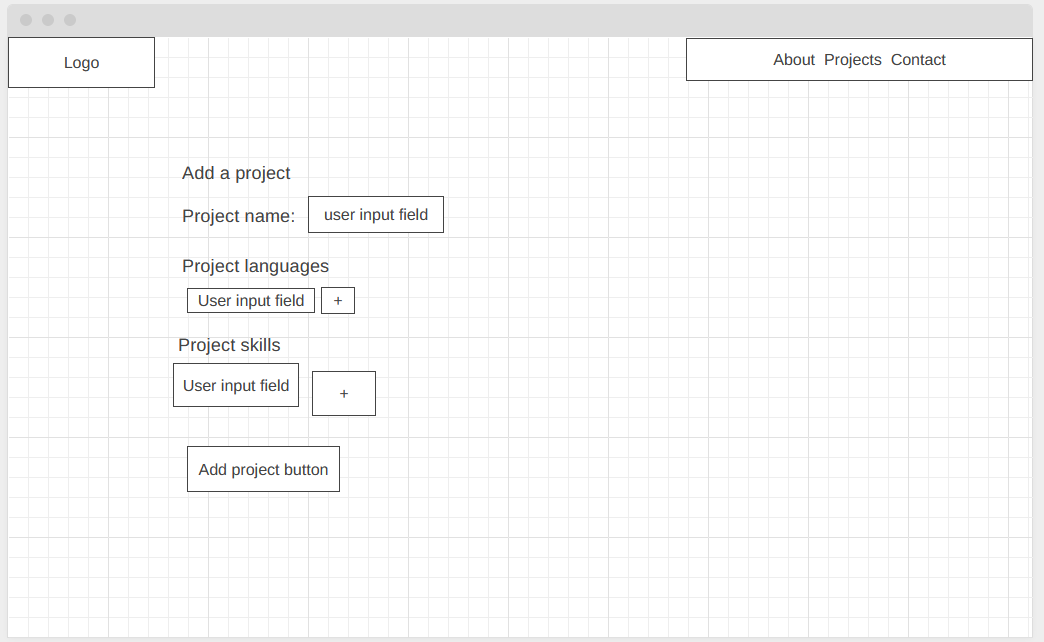 Logo
About Projects Contact
Add a project
Project name: user input field
Project languages
User input field +
Project skills
User input field +
Add project button